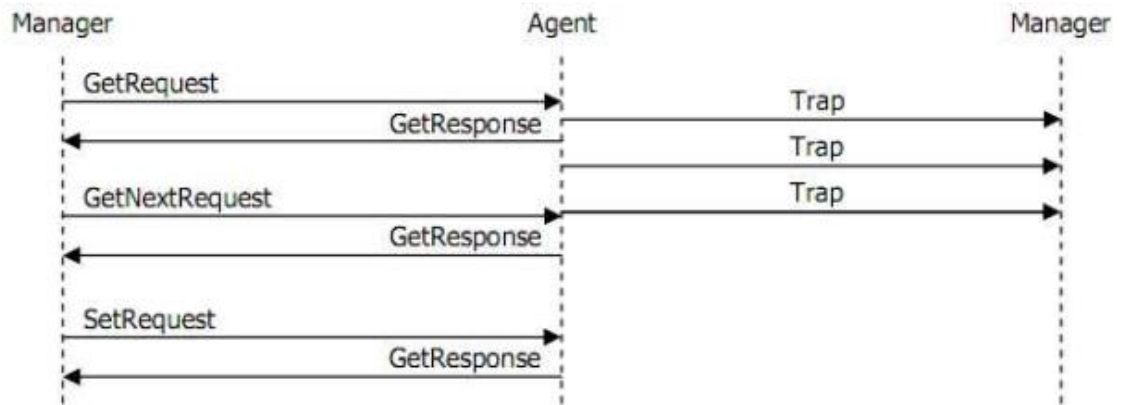 Manager Agent Manager
GetRequest
Trap
GetResponse
Trap
GetNextRequest
Trap
GetResponse
SetRequest
GetResponse